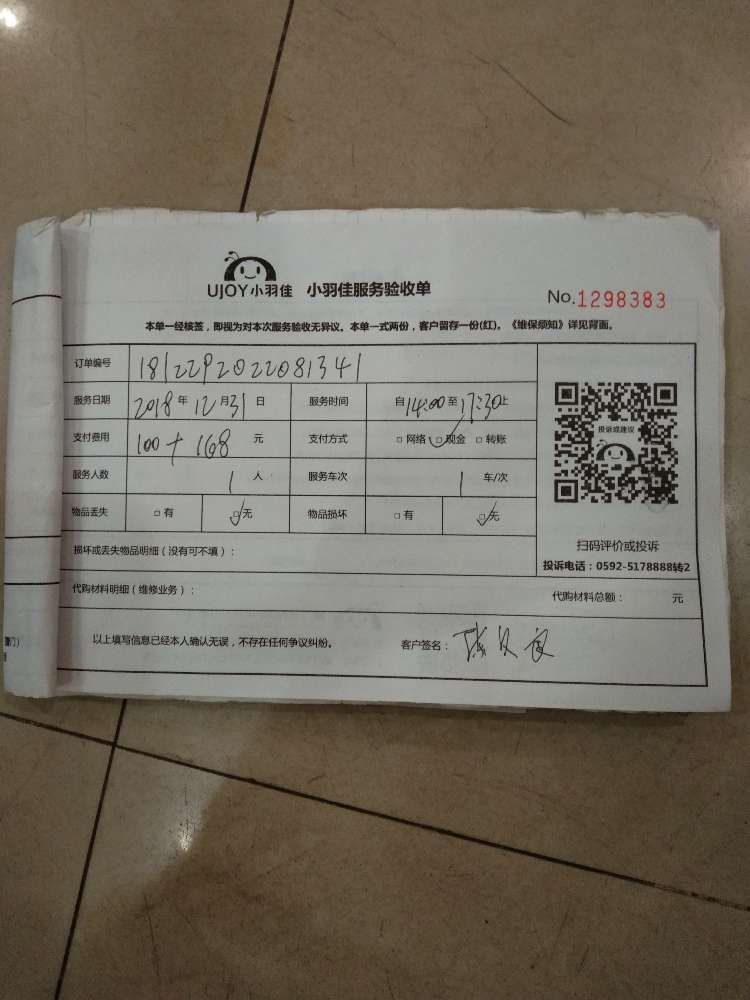 UJOY小羽佳 小羽佳服务验收单 No.1298383
本单一经核签，即视为对本次服务验收无异议。本单一式两份，客户留存一份(红)。《维保须知》详见背面。
订单编号 1812292022081341
服务日期 2018年12月31日 服务时间 自14:00至17:30止
支付费用 100+168元 支付方式 □网络 □现金 □转账
投诉或建议
服务人数 1人 服务车次 1车/次
物品丢失 □有 □无 物品损坏 □有 □无
扫码评价或投诉
损坏或丢失物品明细（没有可不填）：
投诉电话：0592-5178888转2
代购材料明细（维修业务）： 代购材料总额： 元
以上填写信息已经本人确认无误，不存在任何争议纠纷。 客户签名：